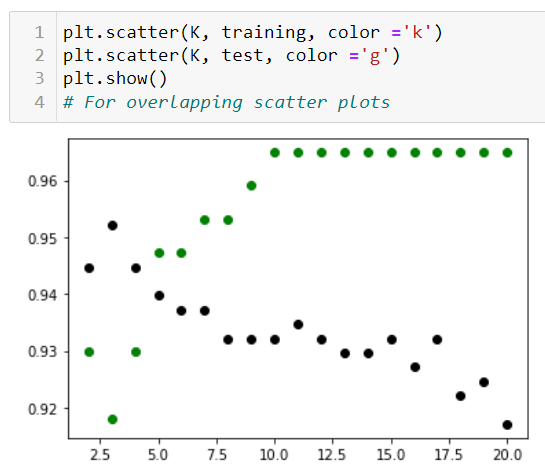 1 plt.scatter(K, training, color ='k')
2 plt.scatter(K, test, color ='g')
3 plt.show()
4 # For overlapping scatter plots
0.96
0.95
0.94
0.93
0.92
2.5 5.0 7.5 10.0 12.5 15.0 17.5 20.0